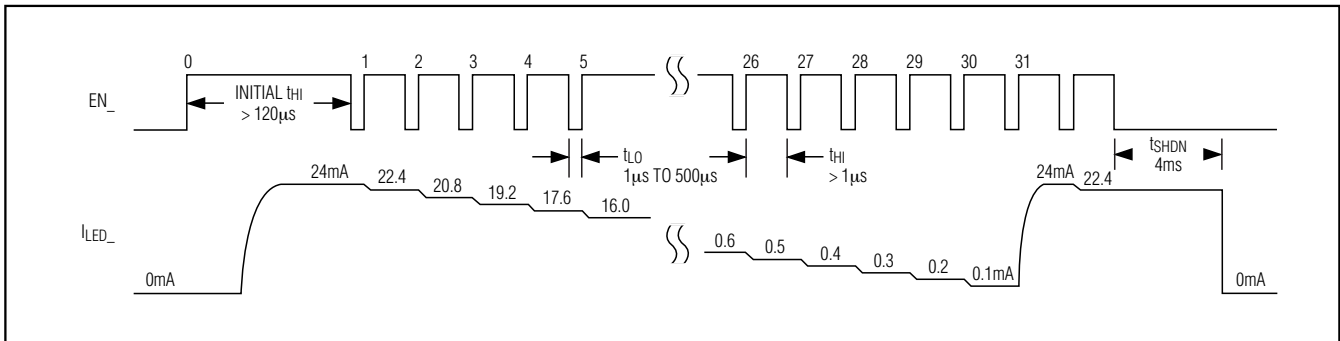 0 1 2 3 4 5 26 27 28 29 30 31
EN_
INITIAL tHI
> 120µs
tLO
1µs TO 500µs
tHI
> 1µs
tSHDN
4ms
ILED_
0mA
24mA
22.4
20.8
19.2
17.6
16.0
0.6
0.5
0.4
0.3
0.2
0.1mA
24mA
22.4
0mA